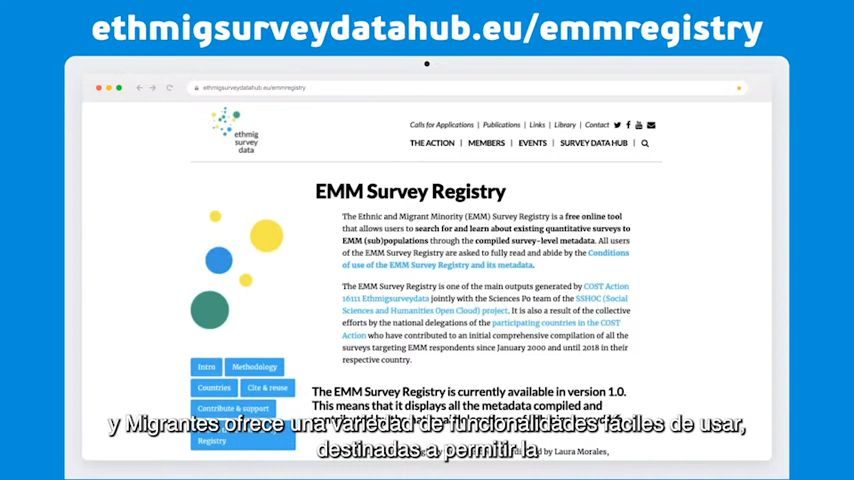 ethmigsurveydatahub.eu/emmregistry
ethmigsurveydatahub.eu/emmregistry
ethmig
survey
data
Calls for Applications | Publications | Links | Library | Contact
THE ACTION | MEMBERS | EVENTS | SURVEY DATA HUB |
EMM Survey Registry
The Ethnic and Migrant Minority (EMM) Survey Registry is a free online tool
that allows users to search for and learn about existing quantitative surveys to
EMM (sub)populations through the compiled survey-level metadata. All users
of the EMM Survey Registry are asked to fully read and abide by the Conditions
of use of the EMM Survey Registry and its metadata.
The EMM Survey Registry is one of the main outputs generated by COST Action
16111 Ethmigsurveydata jointly with the Sciences Po team of the SSHOC (Social
Sciences and Humanities Open Cloud) project. It is also a result of the collective
efforts by the national delegations of the participating countries in the COST
Action who have contributed to an initial comprehensive compilation of all the
surveys targeting EMM respondents since January 2000 and until 2018 in their
respective country.
Intro
Methodology
Countries
Cite & reuse
Contribute & support
Registry
The EMM Survey Registry is currently available in version 1.0.
This means that it displays all the metadata compiled and
y Migrantes ofrece una variedad de funcionalidades fáciles de usar,
destinadas a permitir la
by Laura Morales,